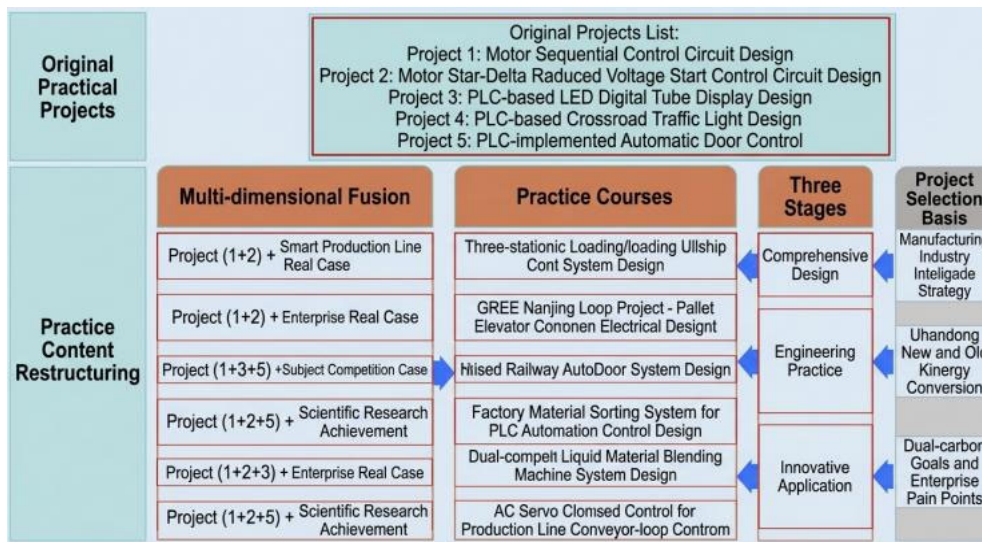 Original
Practical
Projects
Original Projects List:
Project 1: Motor Sequential Control Circuit Design
Project 2: Motor Star-Delta Raduced Voltage Start Control Circuit Design
Project 3: PLC-based LED Digital Tube Display Design
Project 4: PLC-based Crossroad Traffic Light Design
Project 5: PLC-implemented Automatic Door Control
Practice
Content
Restructuring
Multi-dimensional Fusion
Project (1+2) + Smart Production Line
Real Case
Project (1+2) + Enterprise Real Case
Project (1+3+5) +Subject Competition Case
Project (1+2+5) + Scientific Research
Achievement
Project (1+2+3) + Enterprise Real Case
Project (1+2+5) + Scientific Research
Achievement
Practice Courses
Three-stationic Loading/loading Ullship
Cont System Design
GREE Nanjing Loop Project - Pallet
Elevator Cononen Electrical Designt
Railway AutoDoor System Design
Factory Material Sorting System for
PLC Automation Control Design
Dual-compelt Liquid Material Blending
Machine System Design
AC Servo Clomsed Control for
Production Line Conveyor-loop Controm
Three
Stages
Comprehensive
Design
Engineering
Practice
Innovative
Application
Project
Selection
Basis
Manufacturing
Industry
Inteligade
Strategy
Uhandong
New and Old
Kinergy
Conversion
Dual-carbon
Goals and
Enterprise
Pain Points